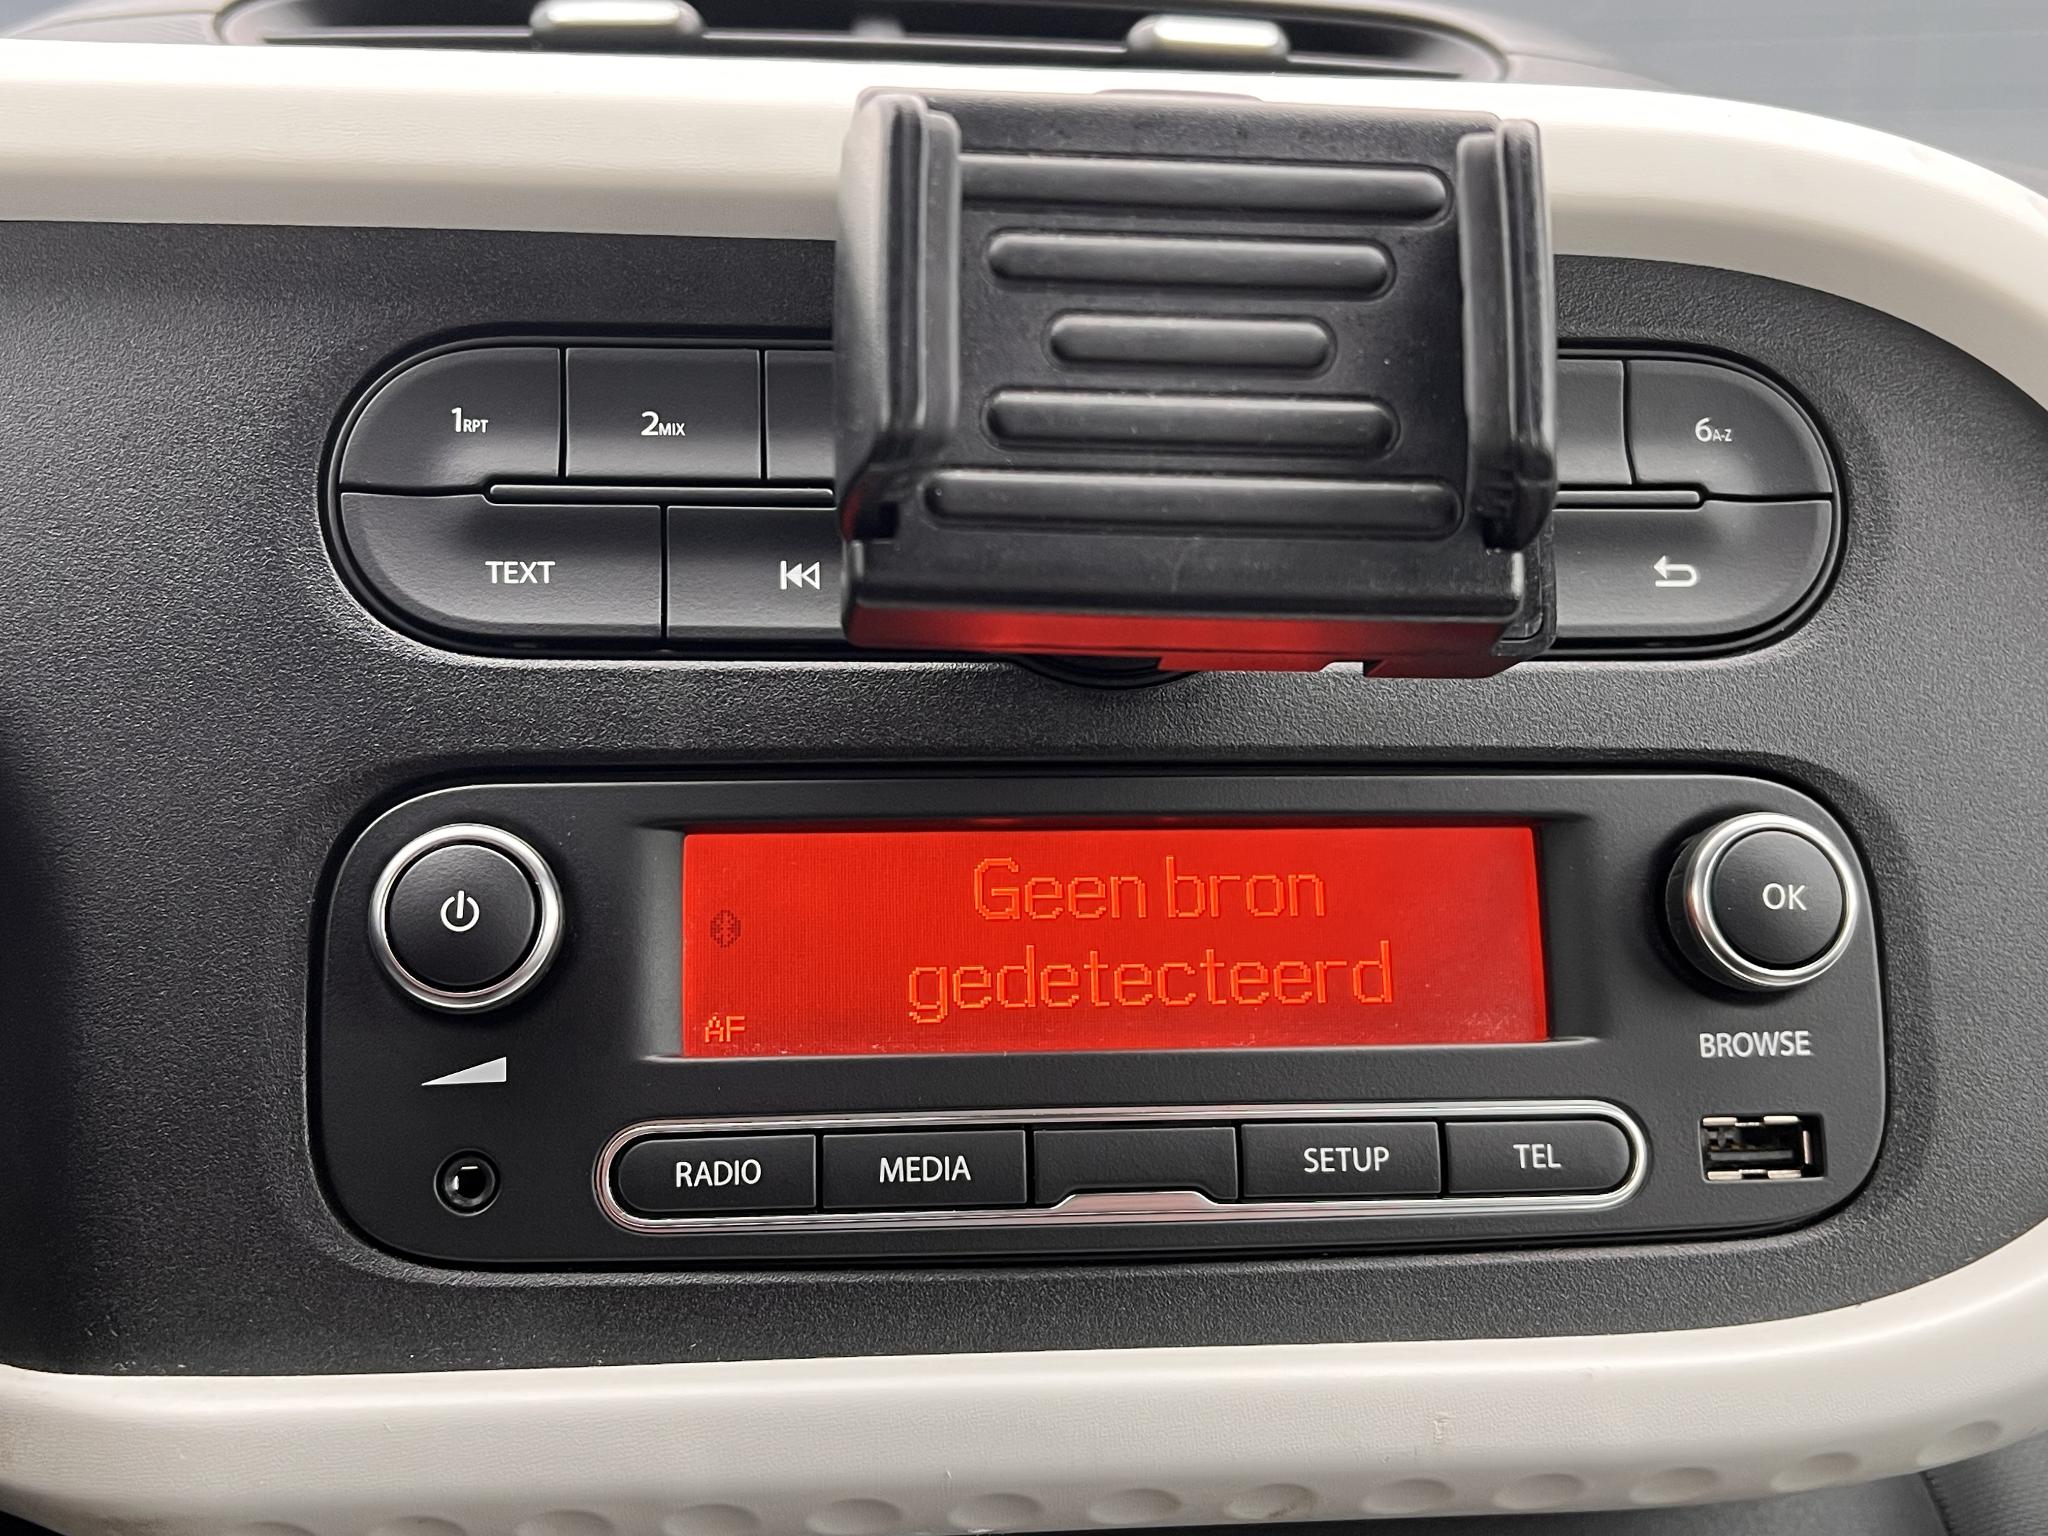 1RPT
2MIX
6A-Z
TEXT
Geen bron
gedetecteerd
AF
OK
BROWSE
RADIO
MEDIA
SETUP
TEL